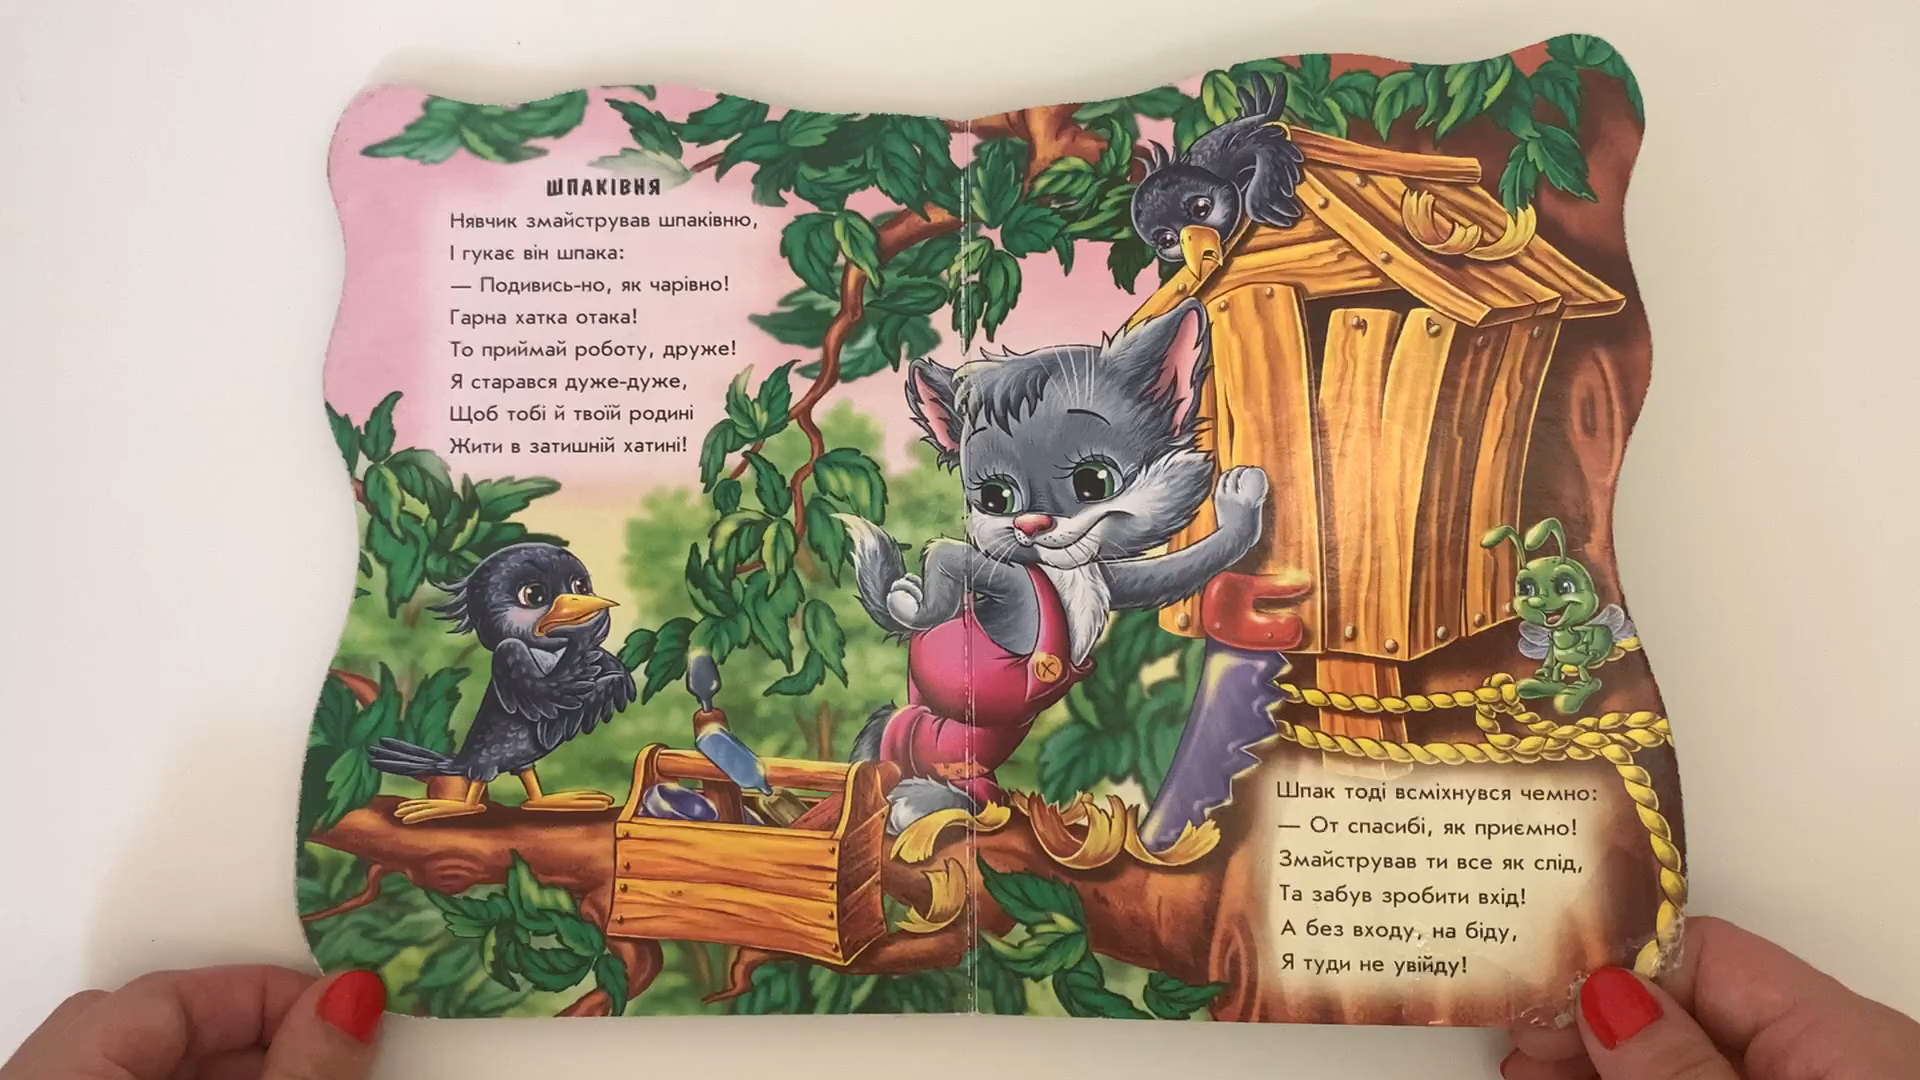 ШПАКІВНЯ
Нявчик змайстрував шпаківню,
І гукає він шпака:
— Подивись-но, як чарівно!
Гарна хатка отака!
То приймай роботу, друже!
Я старався дуже-дуже,
Щоб тобі й твоїй родині
Жити в затишній хатині!
Шпак тоді всміхнувся чемно:
— От спасибі, як приємно!
Змайстрував ти все як слід,
Та забув зробити вхід!
А без входу, на біду,
Я туди не увійду!